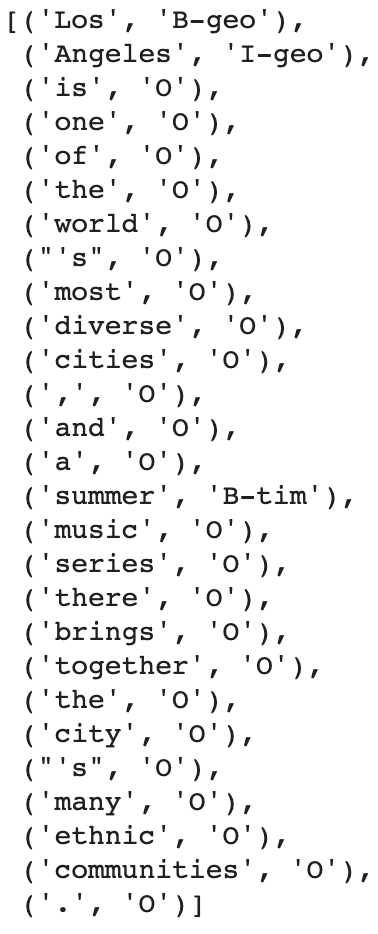 [('Los', 'B-geo'),
('Angeles', 'I-geo'),
('is', 'O'),
('one', 'O'),
('of', 'O'),
('the', 'O'),
('world', 'O'),
("'s", 'O'),
('most', 'O'),
('diverse', 'O'),
('cities', 'O'),
(',', 'O'),
('and', 'O'),
('a', 'O'),
('summer', 'B-tim'),
('music', 'O'),
('series', 'O'),
('there', 'O'),
('brings', 'O'),
('together', 'O'),
('the', 'O'),
('city', 'O'),
("'s", 'O'),
('many', 'O'),
('ethnic', 'O'),
('communities', 'O'),
('.', 'O')]